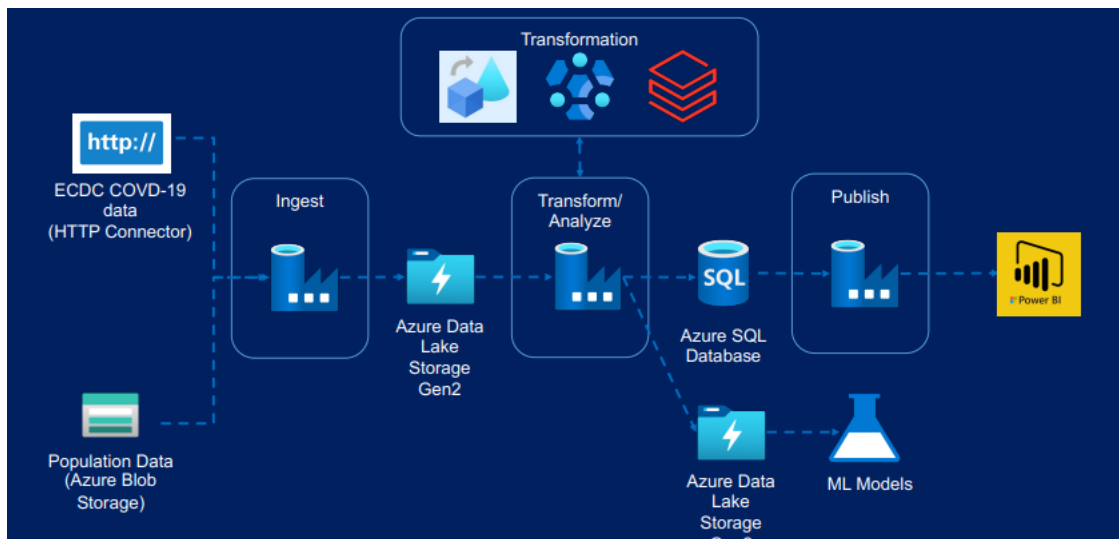 Transformation
http://
ECDC COVD-19
data
(HTTP Connector)
Ingest
Transform/
Analyze
Publish
SQL
Power BI
Azure Data
Lake
Storage
Gen2
Azure SQL
Database
Population Data
(Azure Blob
Storage)
Azure Data
Lake
Storage
ML Models